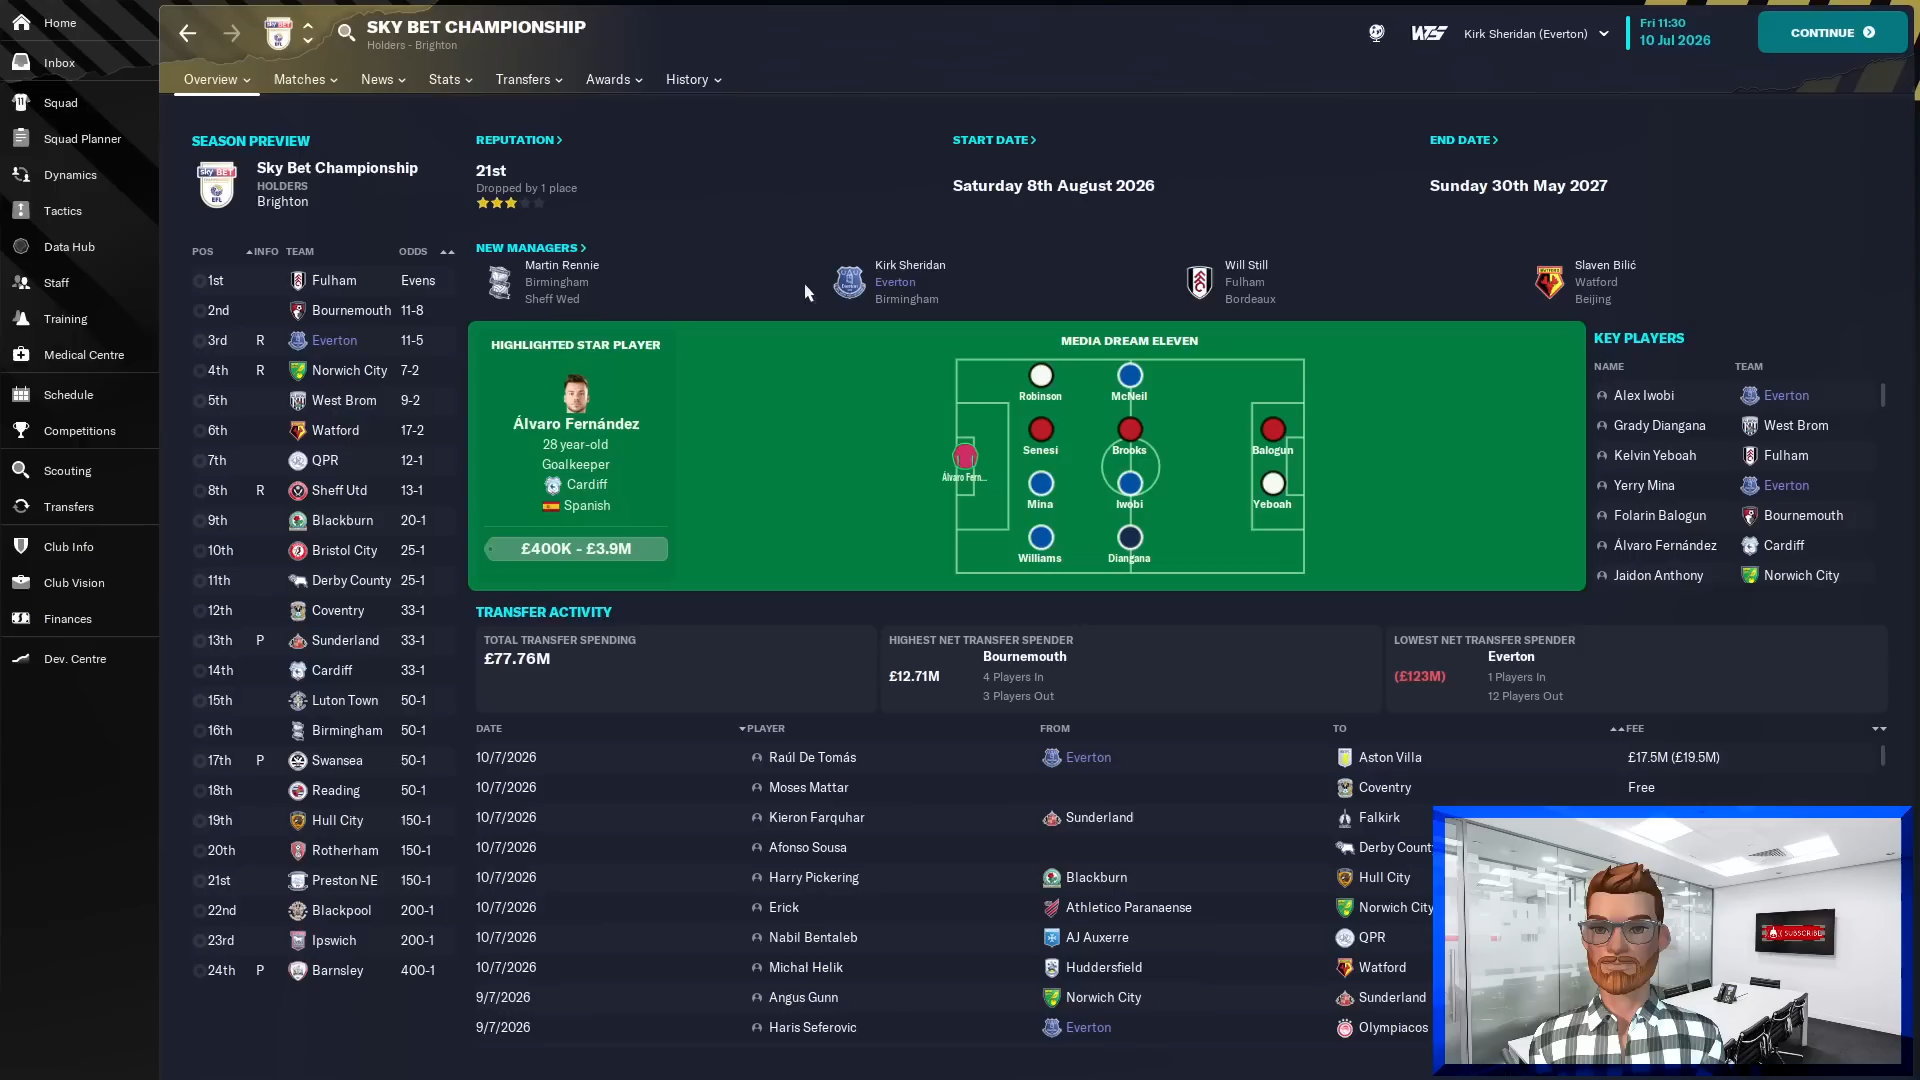 Home
Inbox
Squad
Squad Planner
Dynamics
Tactics
Data Hub
Staff
Training
Medical Centre
Schedule
Competitions
Scouting
Transfers
Club Info
Club Vision
Finances
Dev. Centre
SKY BET CHAMPIONSHIP
Holders - Brighton
Kirk Sheridan (Everton)
Fri 11:30
10 Jul 2026
CONTINUE
Overview Matches News Stats Transfers Awards History
SEASON PREVIEW
Sky Bet Championship
HOLDERS
Brighton
REPUTATION
21st
Dropped by 1 place
START DATE
Saturday 8th August 2026
END DATE
Sunday 30th May 2027
POS INFO TEAM ODDS
1st Fulham Evens
2nd Bournemouth 11-8
3rd R Everton 11-5
4th R Norwich City 7-2
5th West Brom 9-2
6th Watford 17-2
7th QPR 12-1
8th R Sheff Utd 13-1
9th Blackburn 20-1
10th Bristol City 25-1
11th Derby County 25-1
12th Coventry 33-1
13th P Sunderland 33-1
14th Cardiff 33-1
15th Luton Town 50-1
16th Birmingham 50-1
17th P Swansea 50-1
18th Reading 50-1
19th Hull City 150-1
20th Rotherham 150-1
21st Preston NE 150-1
22nd Blackpool 200-1
23rd Ipswich 200-1
24th P Barnsley 400-1
NEW MANAGERS
Martin Rennie
Birmingham
Sheff Wed
Kirk Sheridan
Everton
Birmingham
Will Still
Fulham
Bordeaux
Slaven Bilić
Watford
Beijing
HIGHLIGHTED STAR PLAYER
Álvaro Fernández
28 year-old
Goalkeeper
Cardiff
Spanish
£400K - £3.9M
MEDIA DREAM ELEVEN
Robinson
McNeil
Senesi
Brooks
Balogun
Álvaro Fern...
Mina
Iwobi
Yeboah
Williams
Diangana
KEY PLAYERS
NAME TEAM
Alex Iwobi Everton
Grady Diangana West Brom
Kelvin Yeboah Fulham
Yerry Mina Everton
Folarin Balogun Bournemouth
Álvaro Fernández Cardiff
Jaidon Anthony Norwich City
TRANSFER ACTIVITY
TOTAL TRANSFER SPENDING
£77.76M
HIGHEST NET TRANSFER SPENDER
Bournemouth
£12.71M
4 Players In
3 Players Out
LOWEST NET TRANSFER SPENDER
Everton
(£123M)
1 Players In
12 Players Out
DATE PLAYER FROM TO FEE
10/7/2026 Raúl De Tomás Everton Aston Villa £17.5M (£19.5M)
10/7/2026 Moses Mattar Coventry Free
10/7/2026 Kieron Farquhar Sunderland Falkirk
10/7/2026 Afonso Sousa Derby Count
10/7/2026 Harry Pickering Blackburn Hull City
10/7/2026 Erick Athletico Paranaense Norwich City
10/7/2026 Nabil Bentaleb AJ Auxerre QPR
10/7/2026 Michal Helik Huddersfield Watford
9/7/2026 Angus Gunn Norwich City Sunderland
9/7/2026 Haris Seferovic Everton Olympiacos
SUBSCRIBE